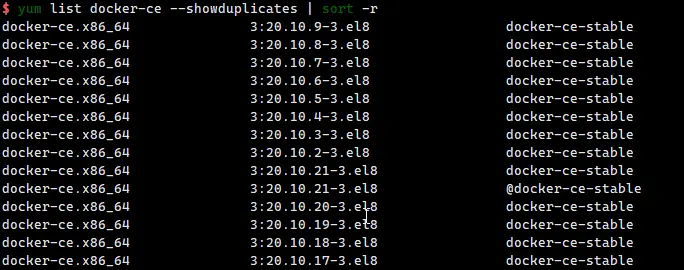 $ yum list docker-ce --showduplicates | sort -r
docker-ce.x86_64 3:20.10.9-3.el8 docker-ce-stable
docker-ce.x86_64 3:20.10.8-3.el8 docker-ce-stable
docker-ce.x86_64 3:20.10.7-3.el8 docker-ce-stable
docker-ce.x86_64 3:20.10.6-3.el8 docker-ce-stable
docker-ce.x86_64 3:20.10.5-3.el8 docker-ce-stable
docker-ce.x86_64 3:20.10.4-3.el8 docker-ce-stable
docker-ce.x86_64 3:20.10.3-3.el8 docker-ce-stable
docker-ce.x86_64 3:20.10.2-3.el8 docker-ce-stable
docker-ce.x86_64 3:20.10.21-3.el8 docker-ce-stable
docker-ce.x86_64 3:20.10.21-3.el8 @docker-ce-stable
docker-ce.x86_64 3:20.10.20-3.el8 docker-ce-stable
docker-ce.x86_64 3:20.10.19-3.el8 docker-ce-stable
docker-ce.x86_64 3:20.10.18-3.el8 docker-ce-stable
docker-ce.x86_64 3:20.10.17-3.el8 docker-ce-stable